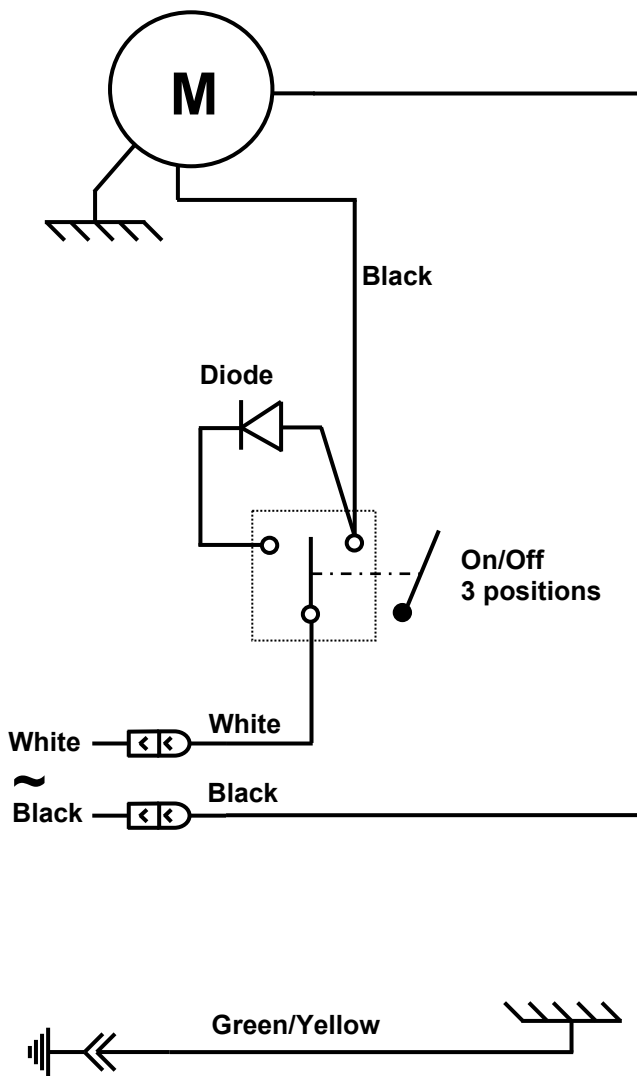 M
Black
Diode
On/Off
3 positions
White
White
~
Black
Black
Green/Yellow